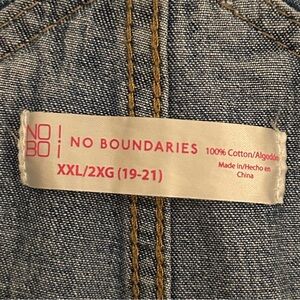 NO!
BO¡
NO BOUNDARIES
XXL/2XG (19-21)
100% Cotton/Algodón
Made in/Hecho en
China